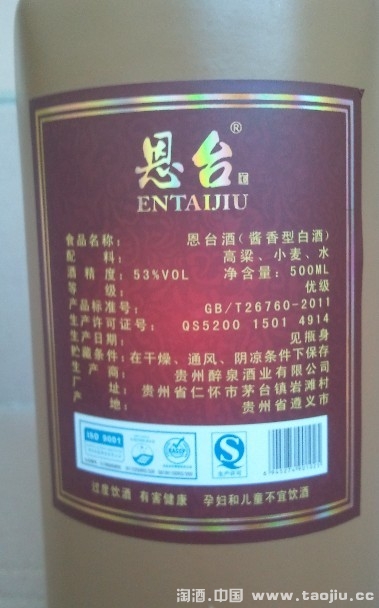 恩台®
ENTAIJIU
食品名称： 恩台酒（酱香型白酒）
配料： 高粱、小麦、水
酒精度：53%VOL 净含量：500ML
等级： 优级
产品标准号： GB/T26760-2011
生产许可证号： QS5200 1501 4914
生产日期： 见瓶身
贮藏条件：在干燥、通风、阴凉条件下保存
生产商： 贵州醉泉酒业有限公司
厂址： 贵州省仁怀市茅台镇岩滩村
产地： 贵州省遵义市
ISO 9001
HACCP
生产许可
过度饮酒 有害健康 孕妇和儿童不宜饮酒
淘酒.中国 www.taojiu.cc